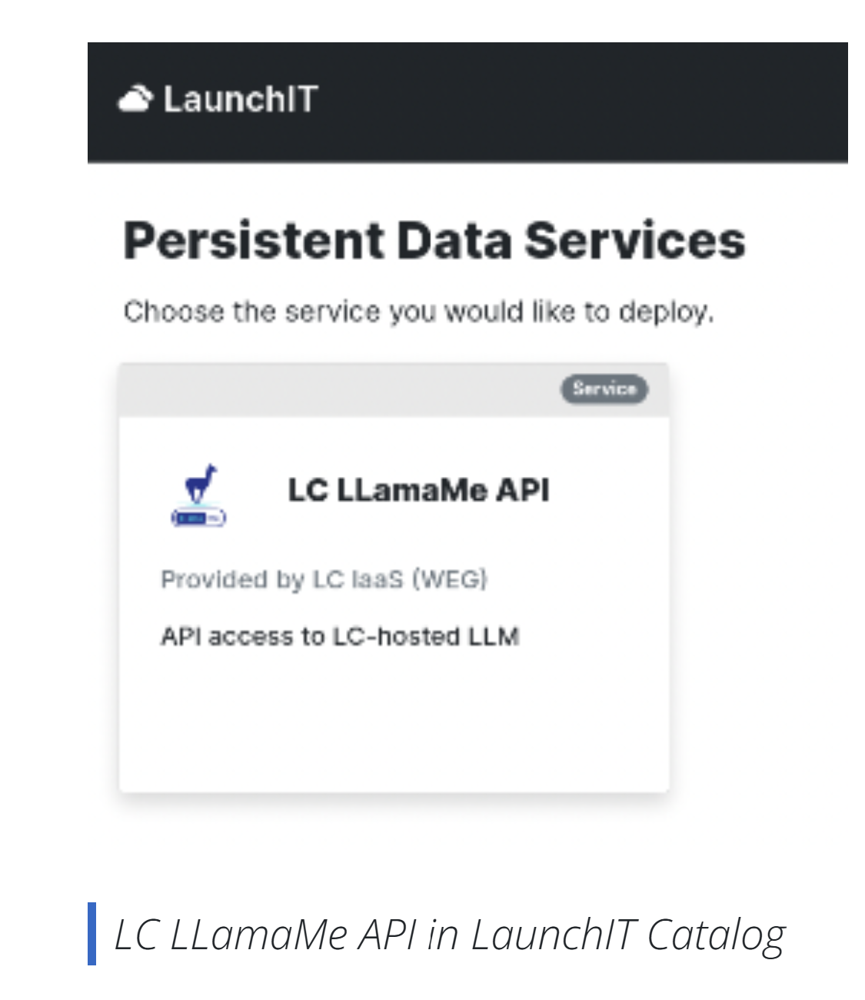 LaunchIT
Persistent Data Services
Choose the service you would like to deploy.
Service
LC LLamaMe API
Provided by LC IaaS (WEG)
API access to LC-hosted LLM
LC LLamaMe API in LaunchIT Catalog